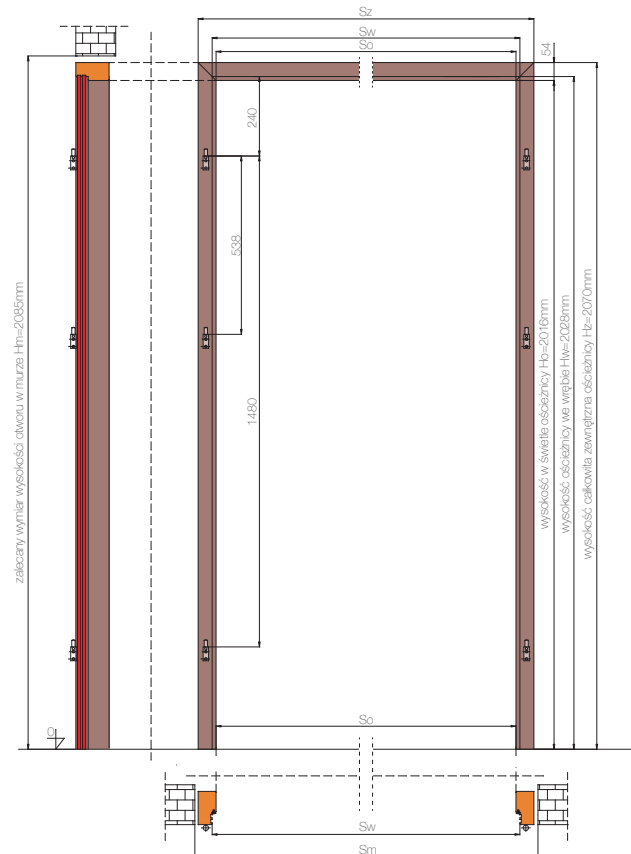 Sz
Sw
So
54
240
538
1480
zalecany wymiar wysokości otworu w murze Hm=2085mm
wysokość w świetle ościeżnicy Ho=2016mm
wysokość ościeżnicy we wrębie Hw=2028mm
wysokość całkowita zewnętrzna ościeżnicy Hz=2070mm
0
So
Sw
Sm